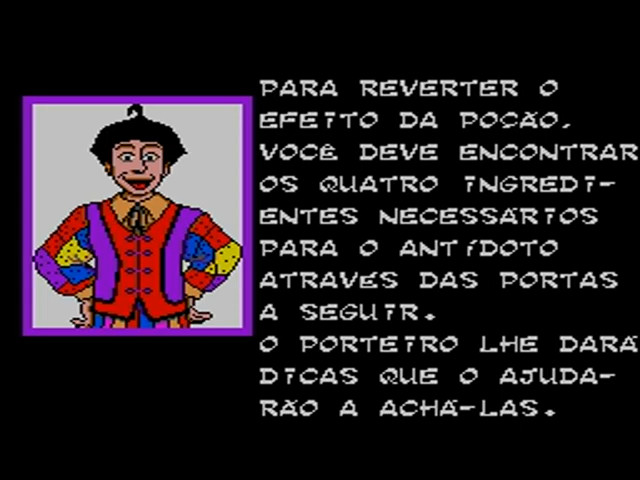 PARA REVERTER O
EFEITO DA POÇÃO,
VOCÊ DEVE ENCONTRAR
OS QUATRO INGREDI-
ENTES NECESSÁRIOS
PARA O ANTÍDOTO
ATRAVÉS DAS PORTAS
A SEGUIR.
O PORTEIRO LHE DARÁ
DICAS QUE O AJUDA-
RÃO A ACHÁ-LAS.